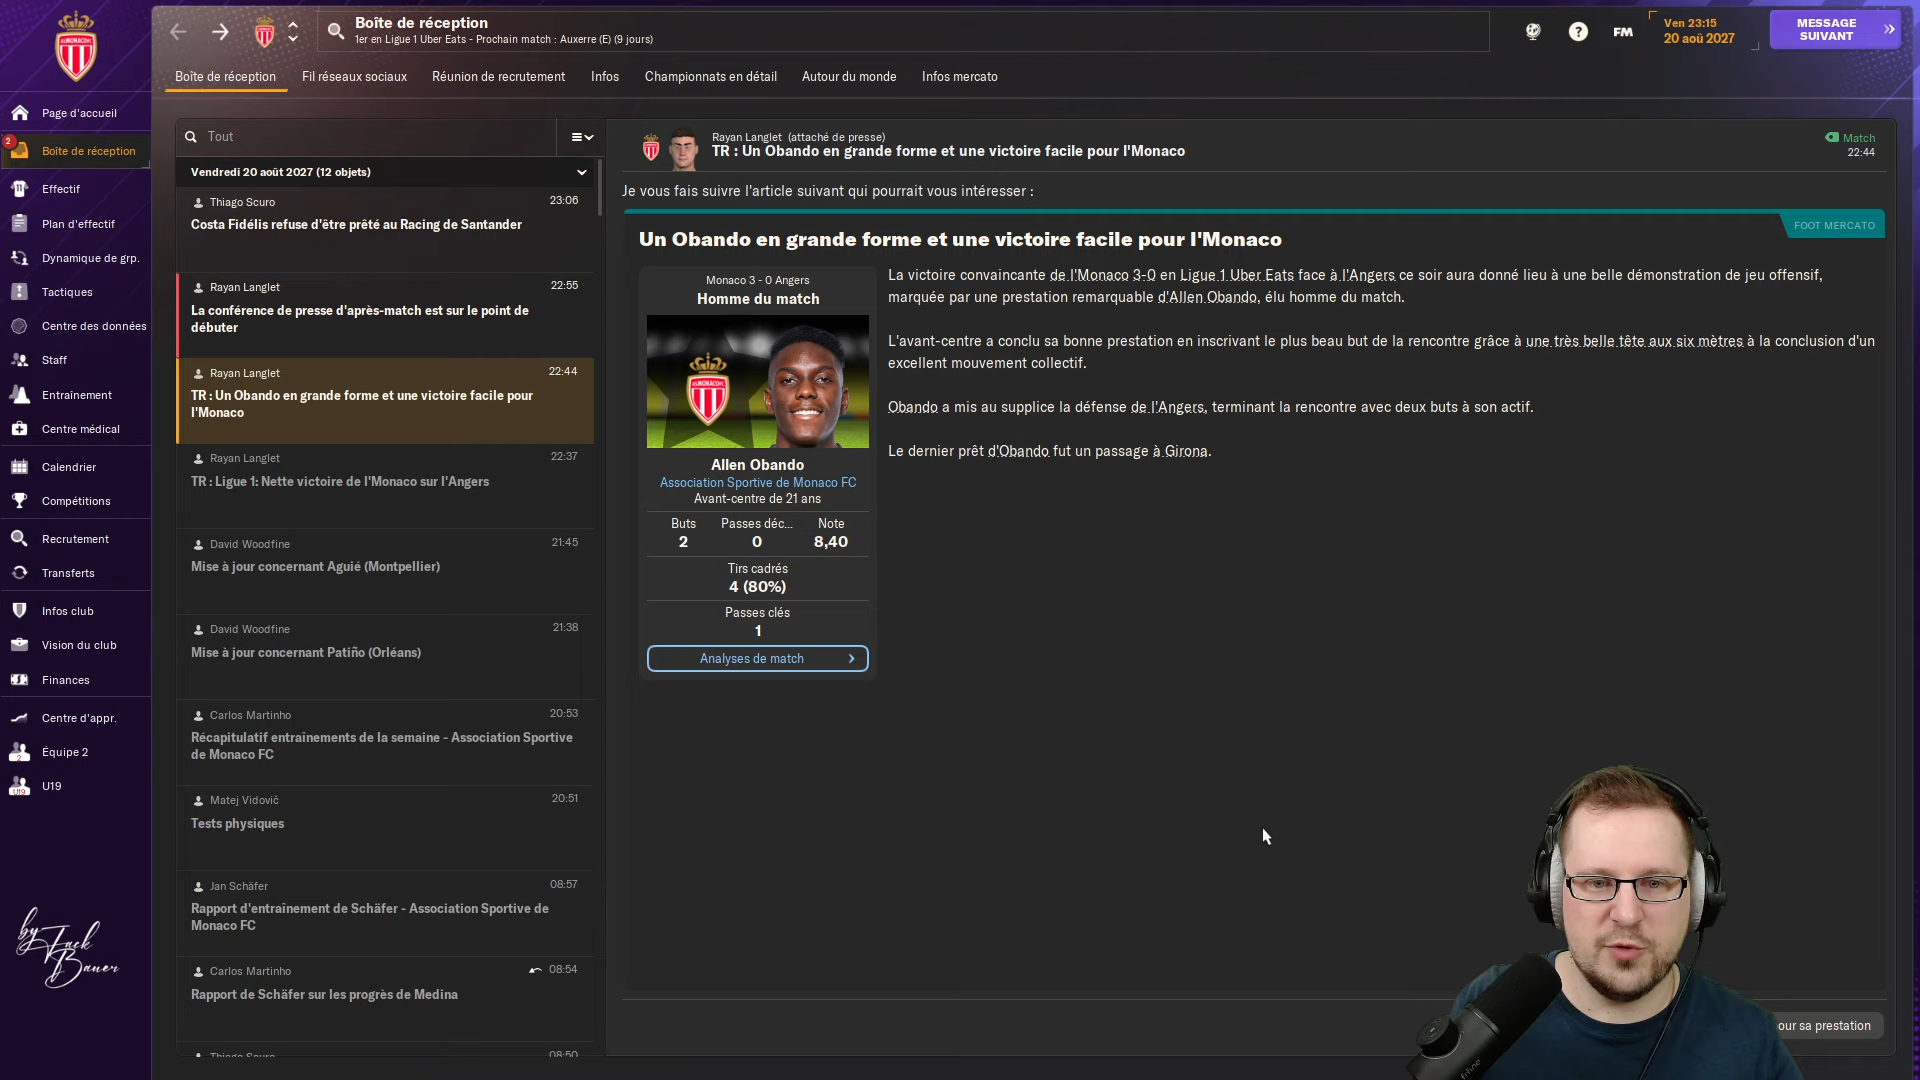 Boîte de réception
1er en Ligue 1 Uber Eats - Prochain match : Auxerre (E) (9 jours)
FM
Ven 23:15
20 aoû 2027
MESSAGE
SUIVANT
Boîte de réception
Fil réseaux sociaux
Réunion de recrutement
Infos
Championnats en détail
Autour du monde
Infos mercato
Page d'accueil
2
Boîte de réception
Effectif
Plan d'effectif
Dynamique de grp.
Tactiques
Centre des données
Staff
Entraînement
Centre médical
Calendrier
Compétitions
Recrutement
Transferts
Infos club
Vision du club
Finances
Centre d'appr.
Équipe 2
U19
by Jack
Bauer
Tout
Vendredi 20 août 2027 (12 objets)
Thiago Scuro
23:06
Costa Fidélis refuse d'être prêté au Racing de Santander
Rayan Langlet
22:55
La conférence de presse d'après-match est sur le point de
débuter
Rayan Langlet
22:44
TR : Un Obando en grande forme et une victoire facile pour
l'Monaco
Rayan Langlet
22:37
TR : Ligue 1: Nette victoire de l'Monaco sur l'Angers
David Woodfine
21:45
Mise à jour concernant Aguié (Montpellier)
David Woodfine
21:38
Mise à jour concernant Patiño (Orléans)
Carlos Martinho
20:53
Récapitulatif entraînements de la semaine - Association Sportive
de Monaco FC
Matej Vidovič
20:51
Tests physiques
Jan Schäfer
08:57
Rapport d'entraînement de Schäfer - Association Sportive de
Monaco FC
Carlos Martinho
08:54
Rapport de Schäfer sur les progrès de Medina
Thiago Scuro
08:50
Rayan Langlet (attaché de presse)
TR : Un Obando en grande forme et une victoire facile pour l'Monaco
Match
22:44
Je vous fais suivre l'article suivant qui pourrait vous intéresser :
FOOT MERCATO
Un Obando en grande forme et une victoire facile pour l'Monaco
Monaco 3 - 0 Angers
Homme du match
Allen Obando
Association Sportive de Monaco FC
Avant-centre de 21 ans
Buts
Passes déc...
Note
2
0
8,40
Tirs cadrés
4 (80%)
Passes clés
1
Analyses de match
La victoire convaincante de l'Monaco 3-0 en Ligue 1 Uber Eats face à l'Angers ce soir aura donné lieu à une belle démonstration de jeu offensif,
marquée par une prestation remarquable d'Allen Obando, élu homme du match.
L'avant-centre a conclu sa bonne prestation en inscrivant le plus beau but de la rencontre grâce à une très belle tête aux six mètres à la conclusion d'un
excellent mouvement collectif.
Obando a mis au supplice la défense de l'Angers, terminant la rencontre avec deux buts à son actif.
Le dernier prêt d'Obando fut un passage à Girona.
our sa prestation
fifine